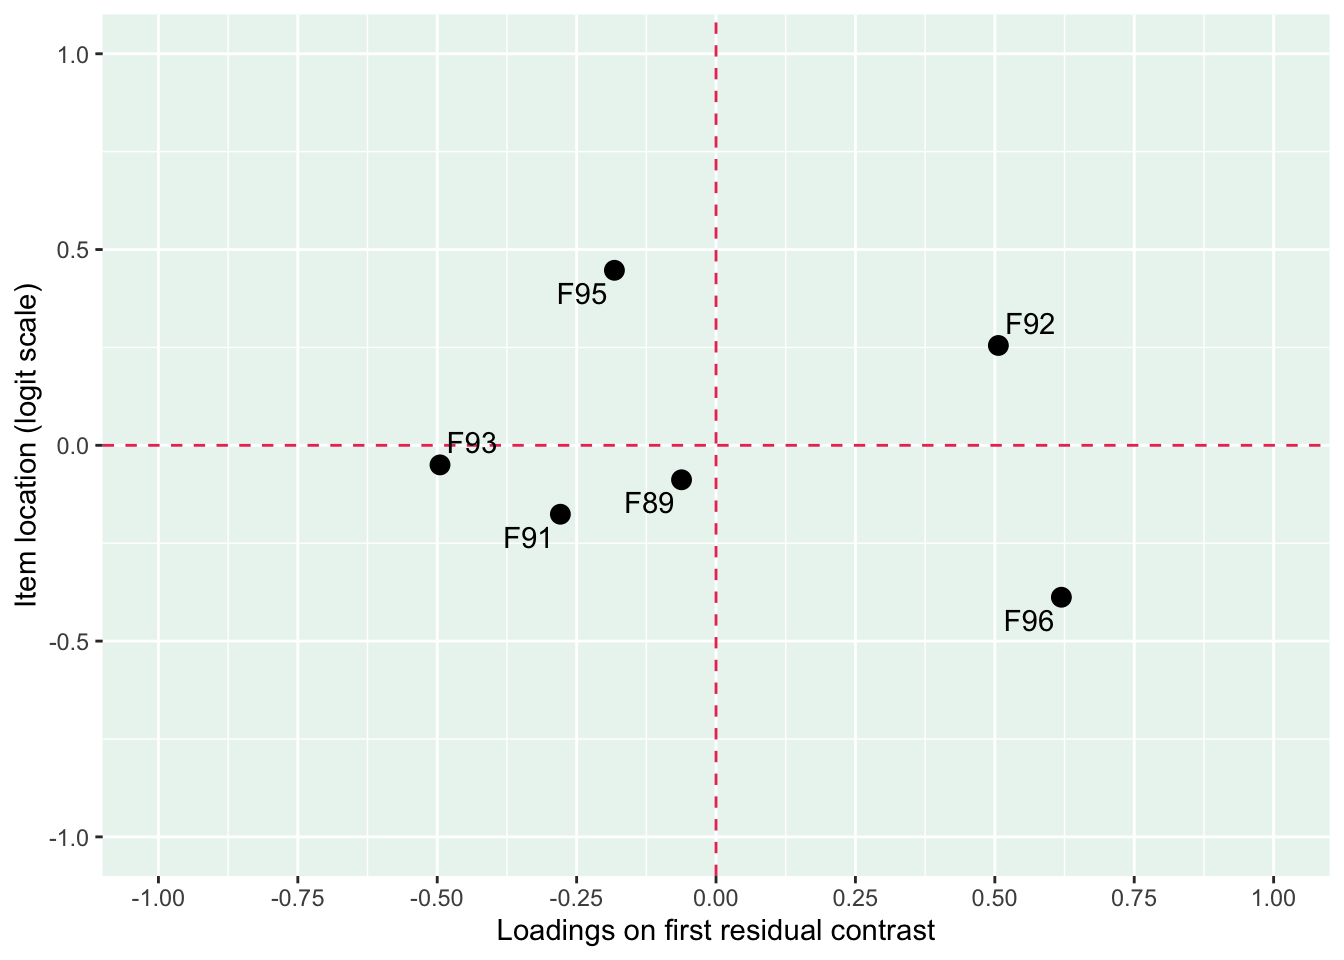 Item location (logit scale)
1.0
0.5
0.0
-0.5
-1.0
F95
F92
F93
F89
F91
F96
-1.00 -0.75 -0.50 -0.25 0.00 0.25 0.50 0.75 1.00
Loadings on first residual contrast